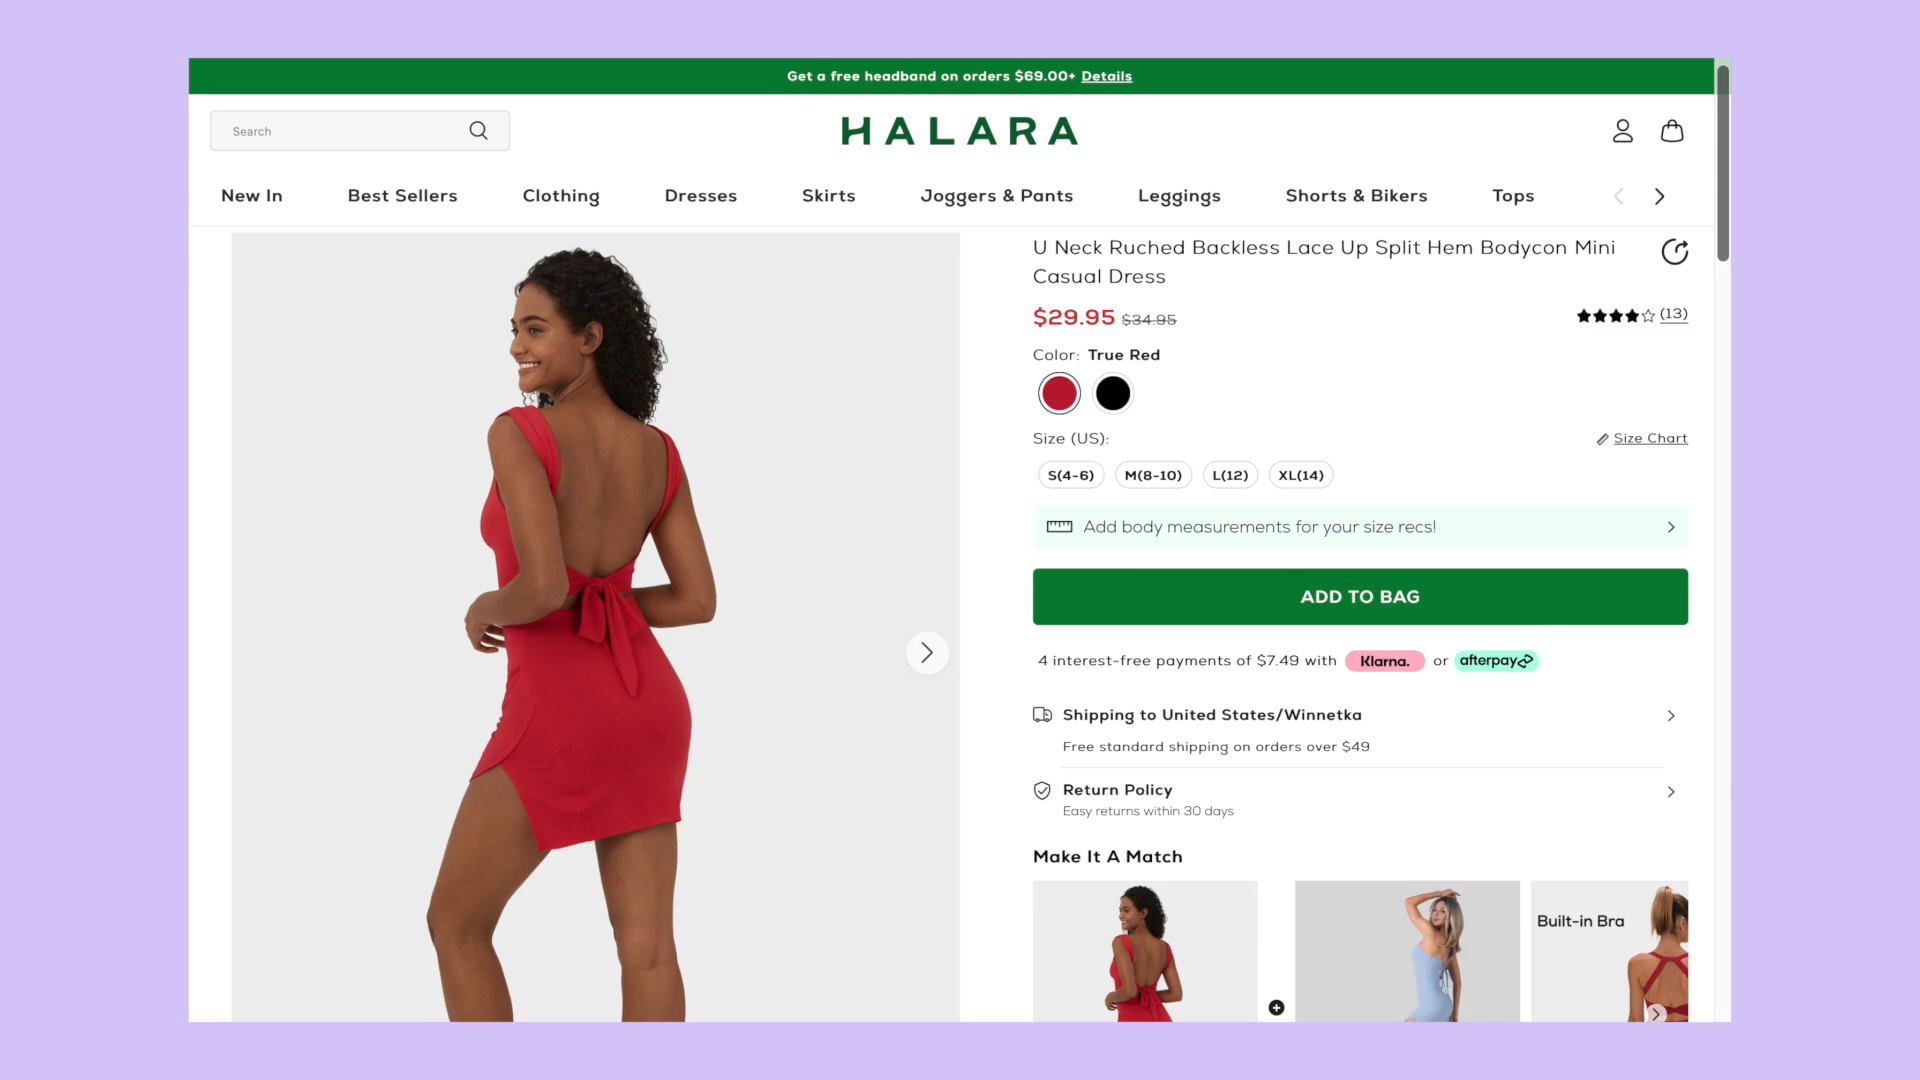 Get a free headband on orders $69.00+ Details
Search
HALARA
New In Best Sellers Clothing Dresses Skirts Joggers & Pants Leggings Shorts & Bikers Tops
U Neck Ruched Backless Lace Up Split Hem Bodycon Mini
Casual Dress
$29.95 $34.95
(13)
Color: True Red
Size (US):
Size Chart
S(4-6) M(8-10) L(12) XL(14)
Add body measurements for your size recs!
ADD TO BAG
4 interest-free payments of $7.49 with Klarna. or afterpay
Shipping to United States/Winnetka
Free standard shipping on orders over $49
Return Policy
Easy returns within 30 days
Make It A Match
Built-in Bra